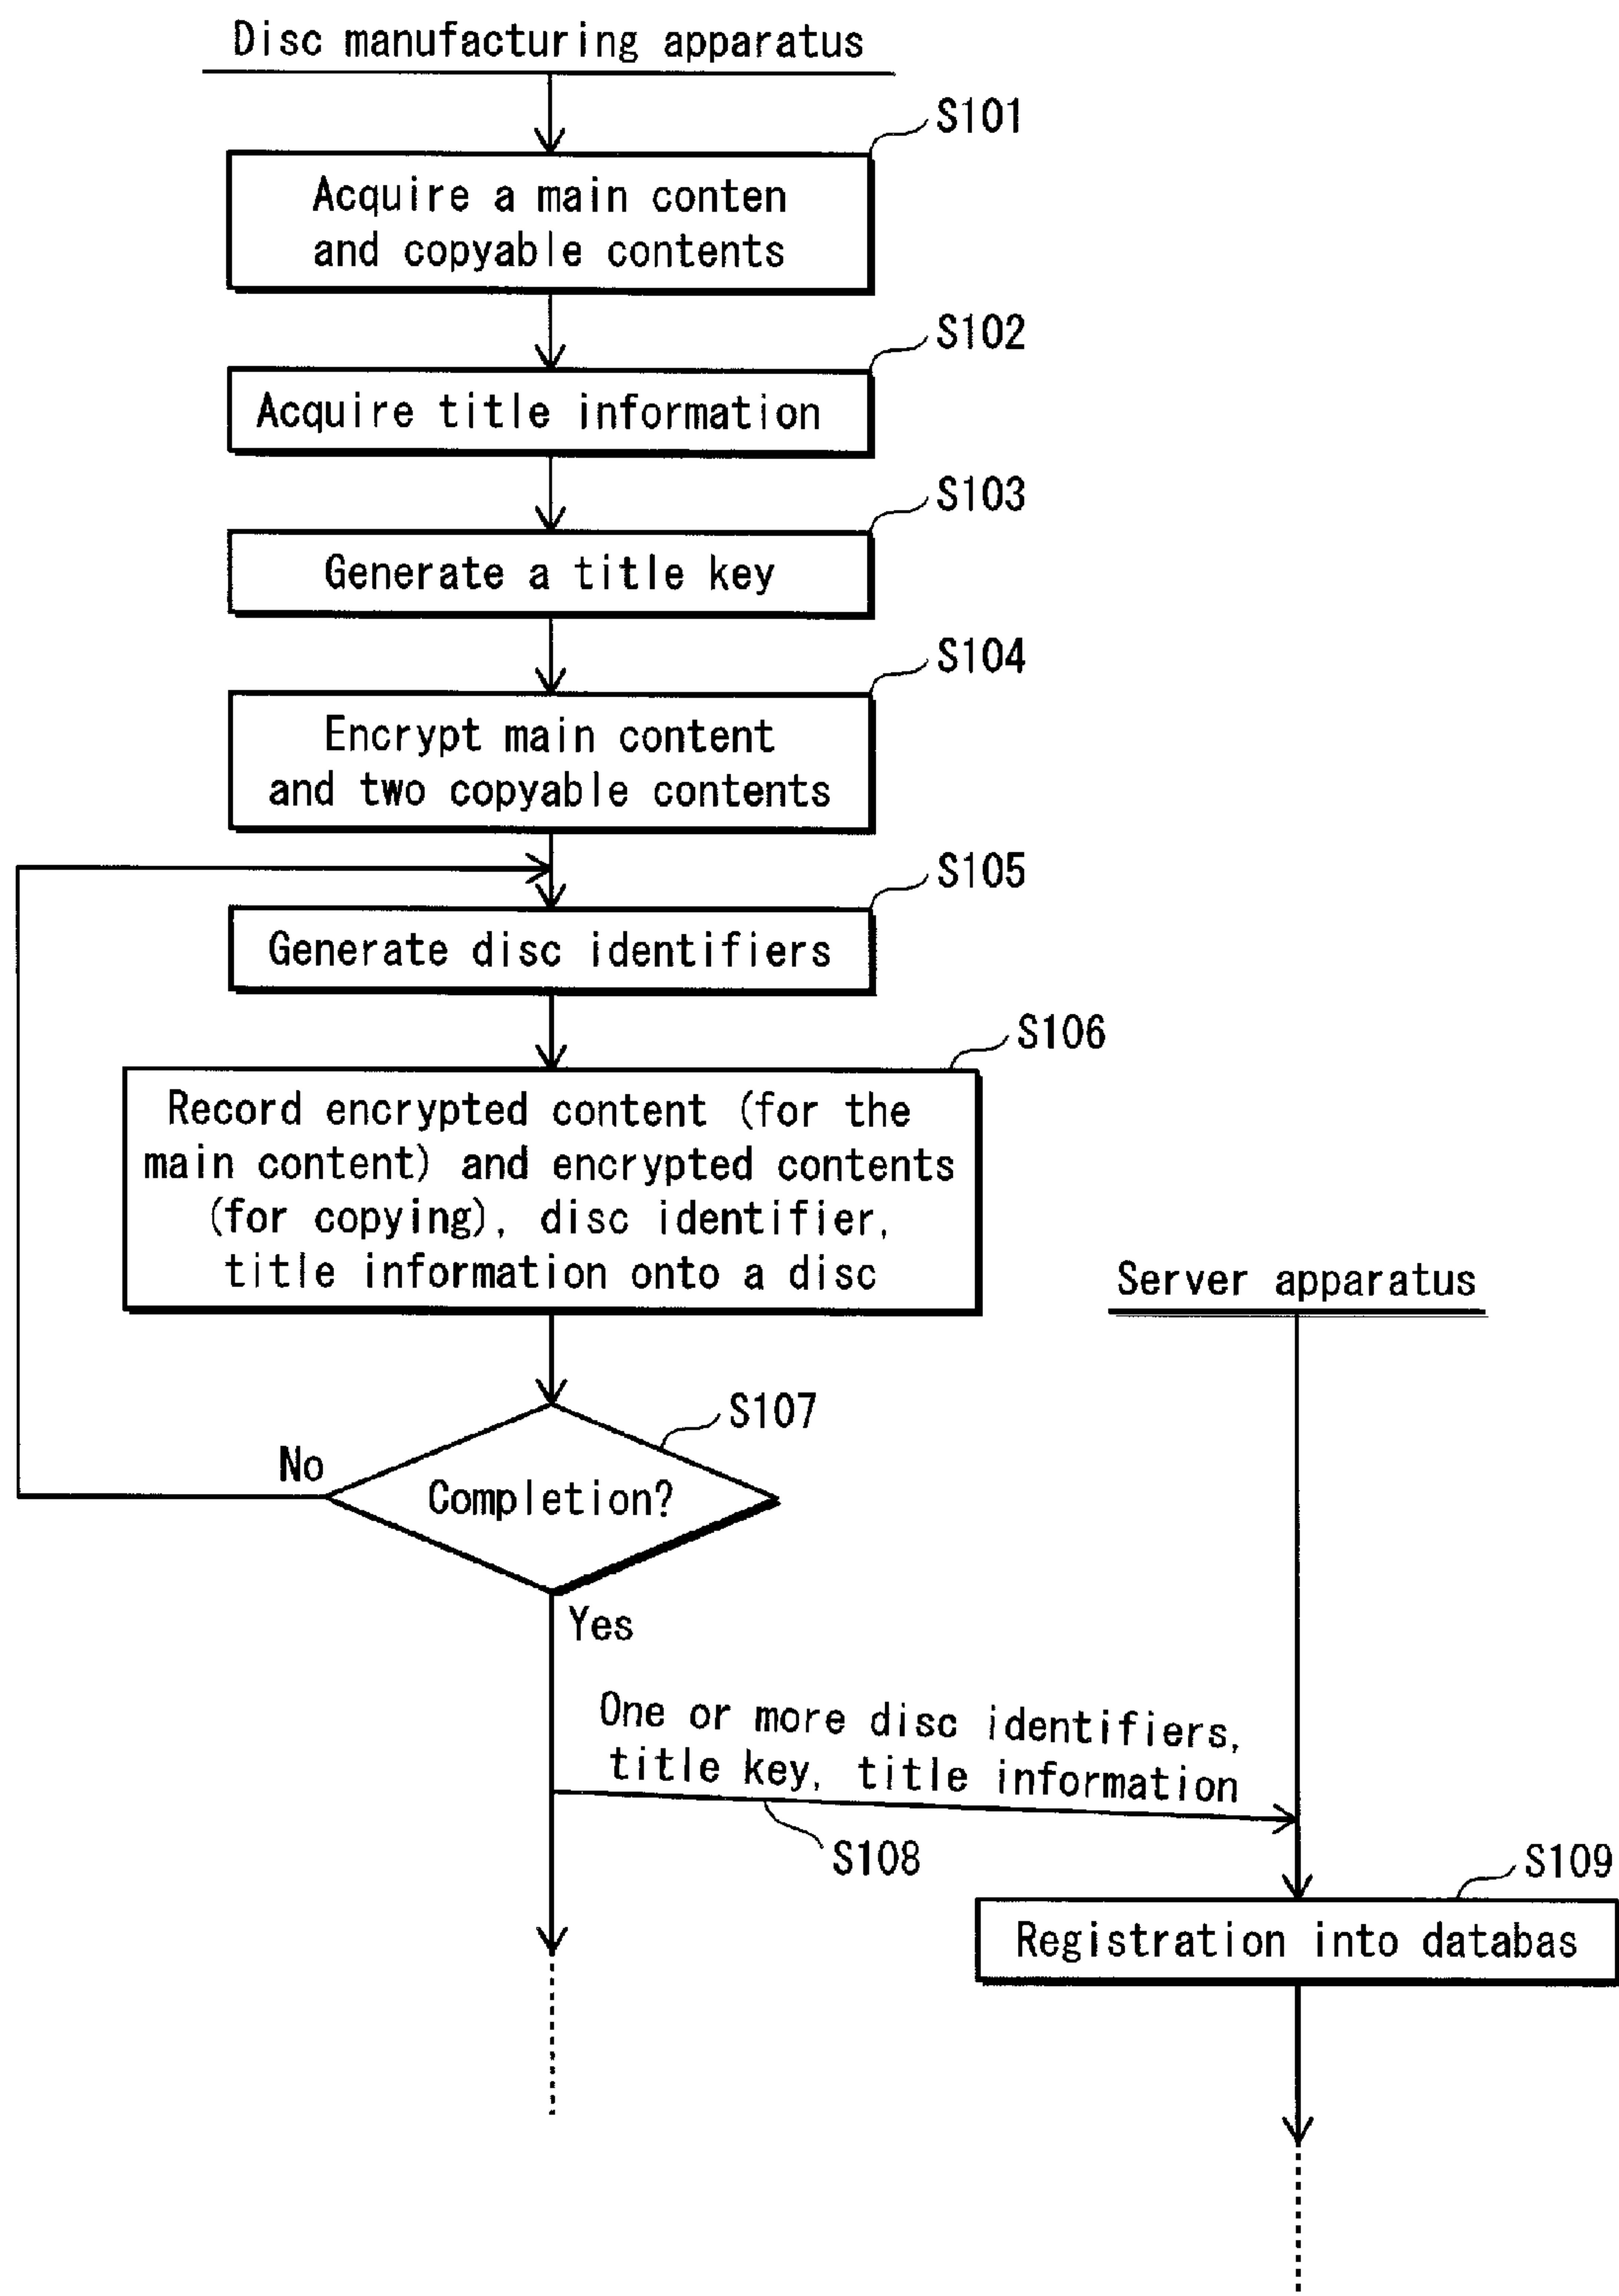 Disc manufacturing apparatus
S101
Acquire a main conten
and copyable contents
S102
Acquire title information
S103
Generate a title key
S104
Encrypt main content
and two copyable contents
S105
Generate disc identifiers
S106
Record encrypted content (for the
main content) and encrypted contents
(for copying), disc identifier,
title information onto a disc
Server apparatus
S107
No
Completion?
Yes
One or more disc identifiers,
title key, title information
S108
S109
Registration into databas